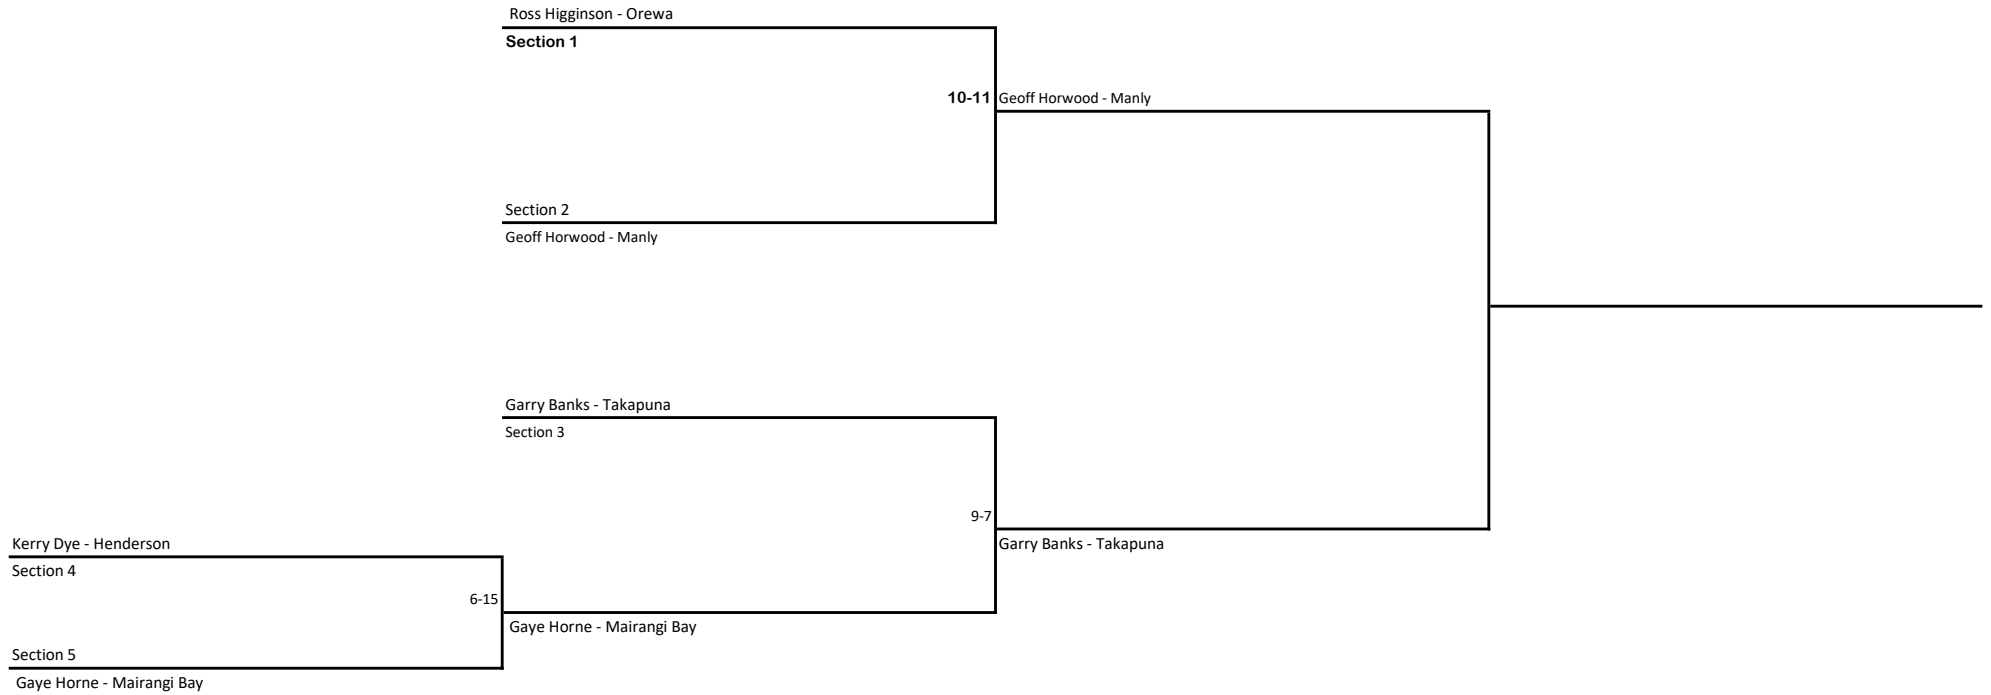 Ross Higginson - Orewa
Section 1
10-11 Geoff Horwood - Manly
Section 2
Geoff Horwood - Manly
Garry Banks - Takapuna
Section 3
9-7
Garry Banks - Takapuna
Kerry Dye - Henderson
Section 4
6-15
Gaye Horne - Mairangi Bay
Section 5
Gaye Horne - Mairangi Bay